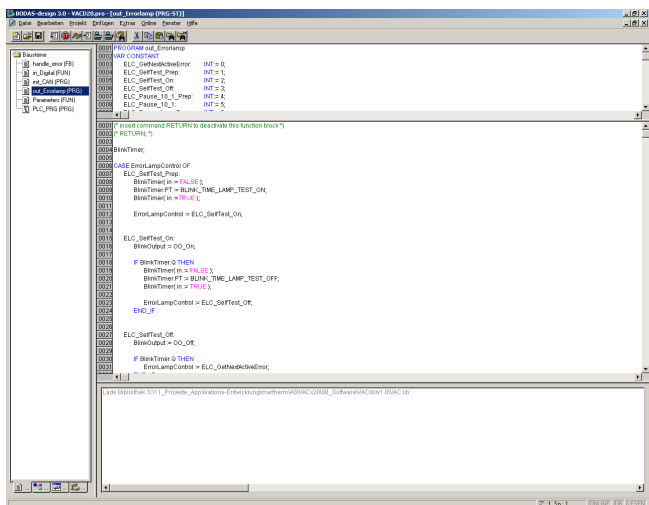 BODAS-design 3.0 - VACD20.pro - [out_Errorlamp (PRG-ST)]
Datei Bearbeiten Projekt Einfügen Extras Online Fenster Hilfe
Bausteine
handle_error (FB)
in_Digital (FUN)
init_CAN (PRG)
out_Errorlamp (PRG)
Parameters (FUN)
PLC_PRG (PRG)
0001 PROGRAM out_Errorlamp
0002 VAR CONSTANT
0003 ELC_GetNextActiveError: INT:= 0;
0004 ELC_SelfTest_Prep: INT:= 1;
0005 ELC_SelfTest_On: INT:= 2;
0006 ELC_SelfTest_Off: INT:= 3;
0007 ELC_Pause_10_1_Prep: INT:= 4;
0008 ELC_Pause_10_1: INT:= 5;
0001 (* insert command RETURN to deactivate this function block *)
0002 (* RETURN; *)
0003
0004 BlinkTimer;
0005
0006 CASE ErrorLampControl OF
0007 ELC_SelfTest_Prep:
0008 BlinkTimer( in := FALSE );
0009 BlinkTimer.PT := BLINK_TIME_LAMP_TEST_ON;
0010 BlinkTimer( in :=TRUE );
0011
0012 ErrorLampControl := ELC_SelfTest_On;
0013
0014
0015 ELC_SelfTest_On:
0016 BlinkOutput := OO_On;
0017
0018 IF BlinkTimer.Q THEN
0019 BlinkTimer( in := FALSE );
0020 BlinkTimer.PT := BLINK_TIME_LAMP_TEST_OFF;
0021 BlinkTimer( in := TRUE );
0022
0023 ErrorLampControl := ELC_SelfTest_Off;
0024 END_IF
0025
0026
0027 ELC_SelfTest_Off:
0028 BlinkOutput := OO_Off;
0029
0030 IF BlinkTimer.Q THEN
0031 ErrorLampControl := ELC_GetNextActiveError;
Z.: 1, Sp.: 1 ONLINE ÜB LESEN